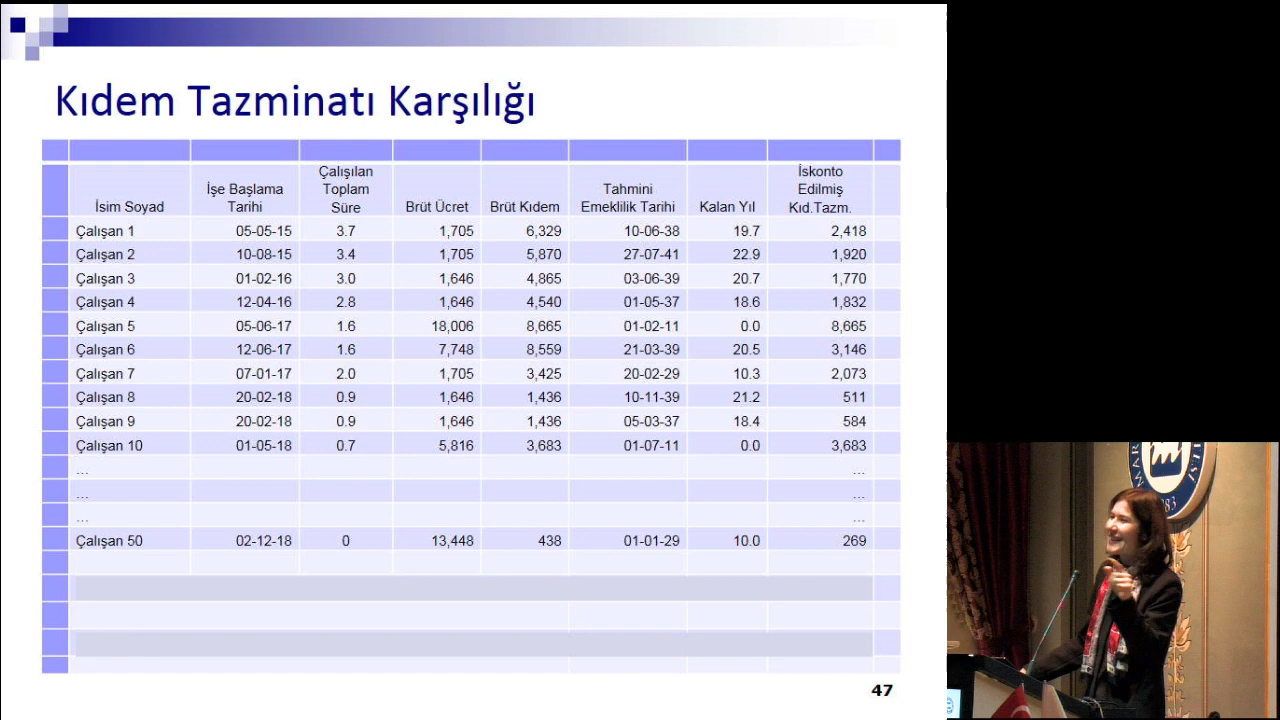 Kıdem Tazminatı Karşılığı
İsim Soyad İşe Başlama Tarihi Çalışılan Toplam Süre Brüt Ücret Brüt Kıdem Tahmini Emeklilik Tarihi Kalan Yıl İskonto Edilmiş Kıd.Tazm.
Çalışan 1 05-05-15 3.7 1,705 6,329 10-06-38 19.7 2,418
Çalışan 2 10-08-15 3.4 1,705 5,870 27-07-41 22.9 1,920
Çalışan 3 01-02-16 3.0 1,646 4,865 03-06-39 20.7 1,770
Çalışan 4 12-04-16 2.8 1,646 4,540 01-05-37 18.6 1,832
Çalışan 5 05-06-17 1.6 18,006 8,665 01-02-11 0.0 8,665
Çalışan 6 12-06-17 1.6 7,748 8,559 21-03-39 20.5 3,146
Çalışan 7 07-01-17 2.0 1,705 3,425 20-02-29 10.3 2,073
Çalışan 8 20-02-18 0.9 1,646 1,436 10-11-39 21.2 511
Çalışan 9 20-02-18 0.9 1,646 1,436 05-03-37 18.4 584
Çalışan 10 01-05-18 0.7 5,816 3,683 01-07-11 0.0 3,683
... ...
... ...
... ...
Çalışan 50 02-12-18 0 13,448 438 01-01-29 10.0 269
47